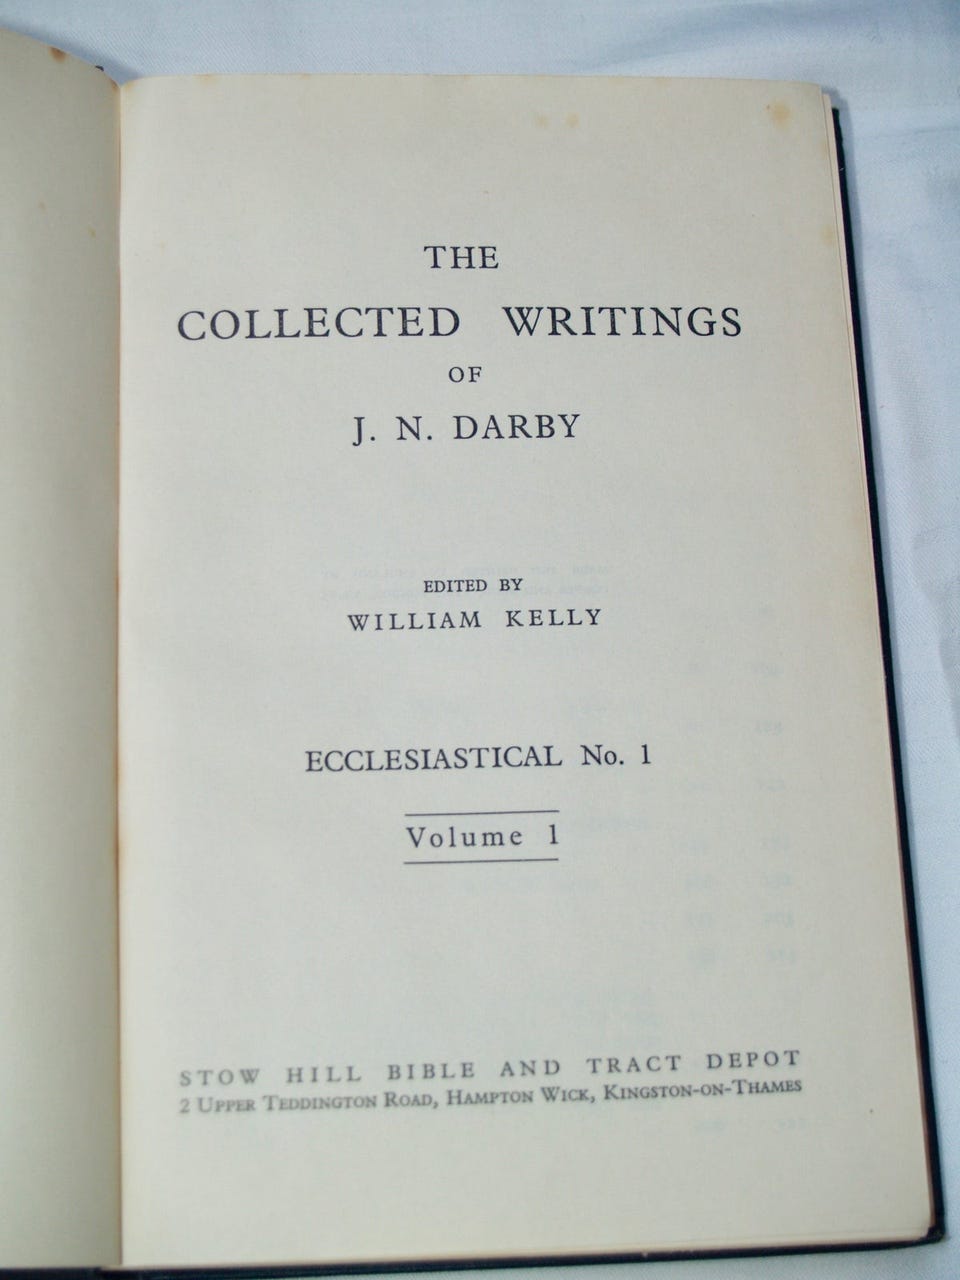 THE
COLLECTED WRITINGS
OF
J. N. DARBY
EDITED BY
WILLIAM KELLY
ECCLESIASTICAL No. 1
Volume 1
STOW HILL BIBLE AND TRACT DEPOT
2 UPPER TEDDINGTON ROAD, HAMPTON WICK, KINGSTON-ON-THAMES